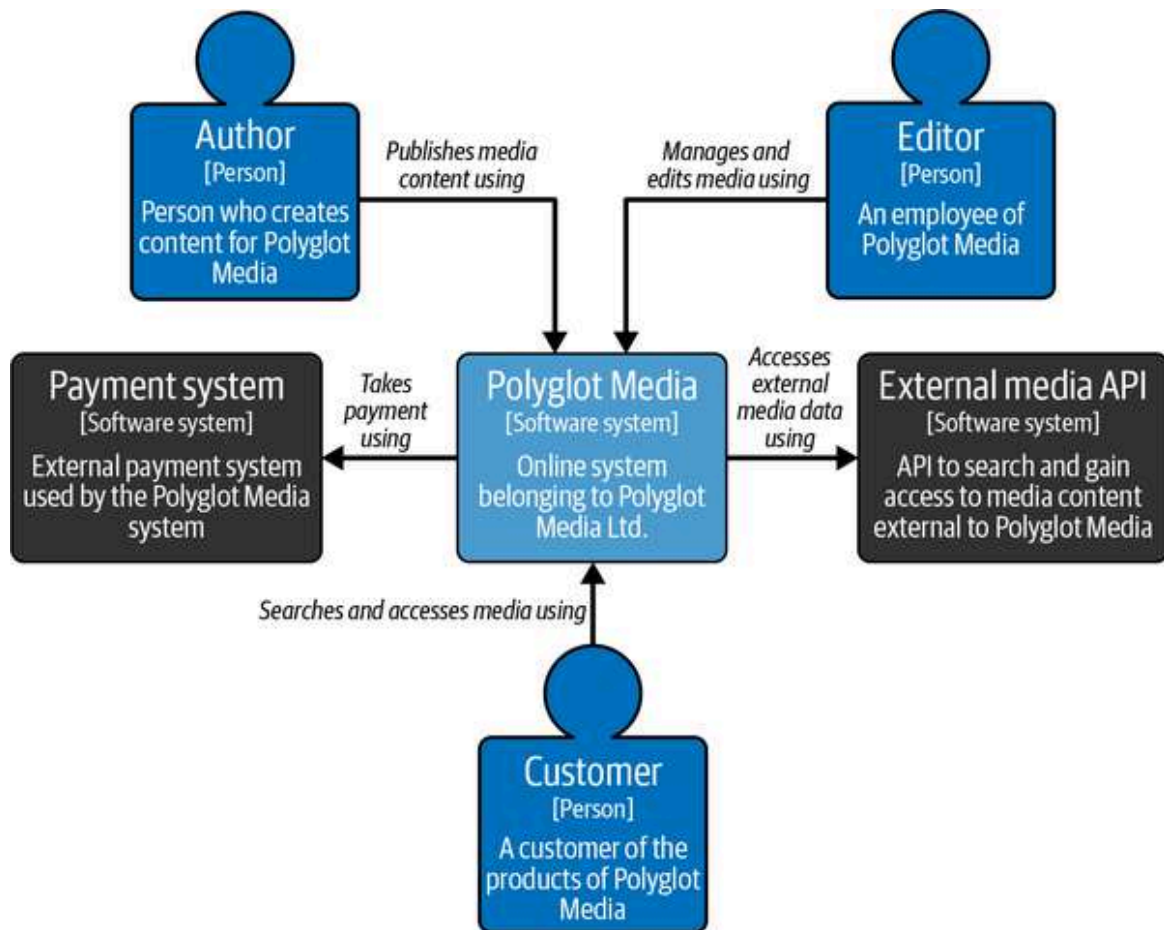 Author
[Person]
Person who creates
content for Polyglot
Media
Publishes media
content using
Manages and
edits media using
Editor
[Person]
An employee of
Polyglot Media
Payment system
[Software system]
External payment system
used by the Polyglot Media
system
Takes
payment
using
Polyglot Media
[Software system]
Online system
belonging to Polyglot
Media Ltd.
Accesses
external
media data
using
External media API
[Software system]
API to search and gain
access to media content
external to Polyglot Media
Searches and accesses media using
Customer
[Person]
A customer of the
products of Polyglot
Media